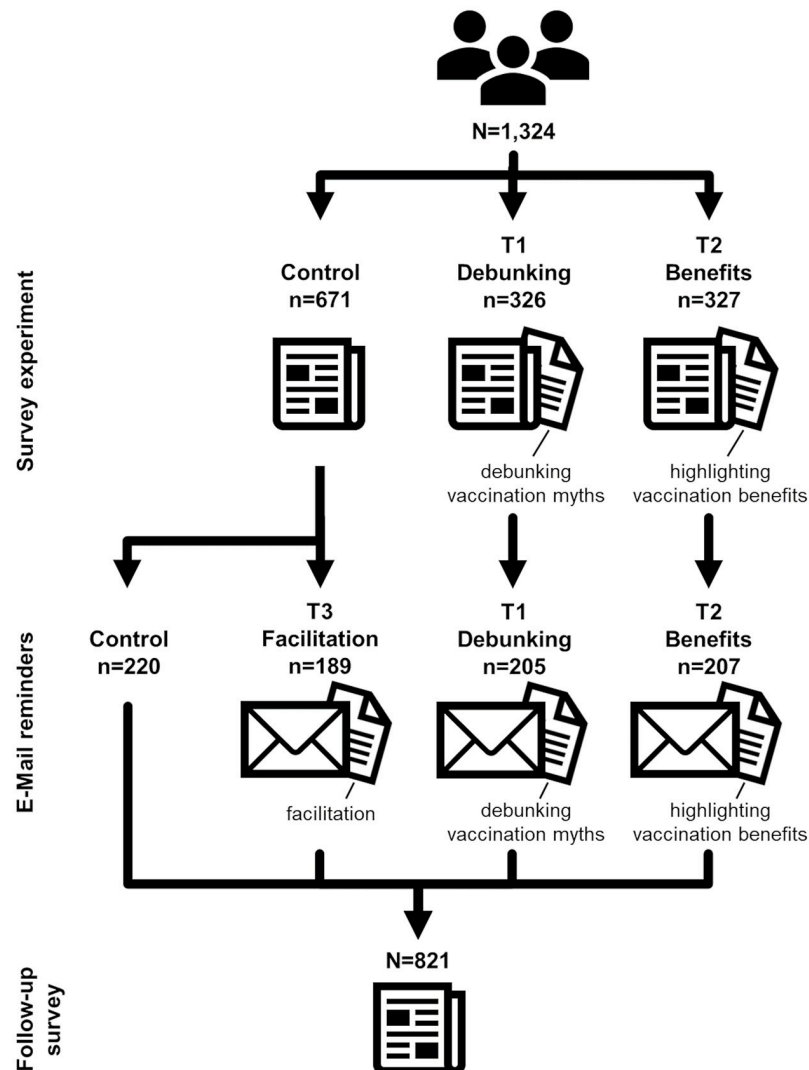 N=1,324
Survey experiment
Control
n=671
T1
Debunking
n=326
T2
Benefits
n=327
debunking
vaccination myths
highlighting
vaccination benefits
E-Mail reminders
Control
n=220
T3
Facilitation
n=189
T1
Debunking
n=205
T2
Benefits
n=207
facilitation
debunking
vaccination myths
highlighting
vaccination benefits
Follow-up
survey
N=821